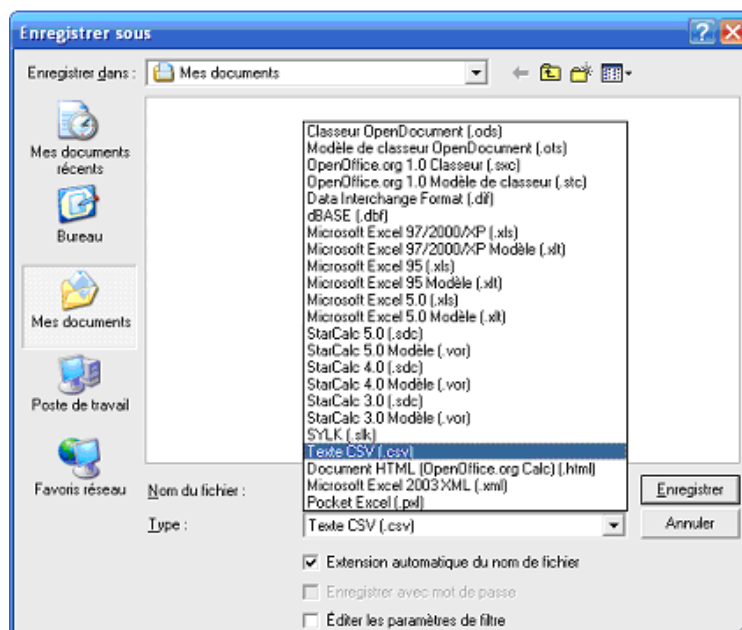 Enregistrer sous
Enregistrer dans :
Mes documents
Mes documents
récents
Bureau
Mes documents
Poste de travail
Favoris réseau
Classeur OpenDocument (.ods)
Modèle de classeur OpenDocument (.ots)
OpenOffice.org 1.0 Classeur (.sxc)
OpenOffice.org 1.0 Modèle de classeur (.stc)
Data Interchange Format (.dif)
dBASE (.dbf)
Microsoft Excel 97/2000/XP (.xls)
Microsoft Excel 97/2000/XP Modèle (.xlt)
Microsoft Excel 95 (.xls)
Microsoft Excel 95 Modèle (.xlt)
Microsoft Excel 5.0 (.xls)
Microsoft Excel 5.0 Modèle (.xlt)
StarCalc 5.0 (.sdc)
StarCalc 5.0 Modèle (.vor)
StarCalc 4.0 (.sdc)
StarCalc 4.0 Modèle (.vor)
StarCalc 3.0 (.sdc)
StarCalc 3.0 Modèle (.vor)
SYLK (.slk)
Texte CSV (.csv)
Document HTML (OpenOffice.org Calc) (.html)
Microsoft Excel 2003 XML (.xml)
Pocket Excel (.pxl)
Nom du fichier :
Enregistrer
Type :
Texte CSV (.csv)
Annuler
Extension automatique du nom de fichier
Enregistrer avec mot de passe
Éditer les paramètres de filtre